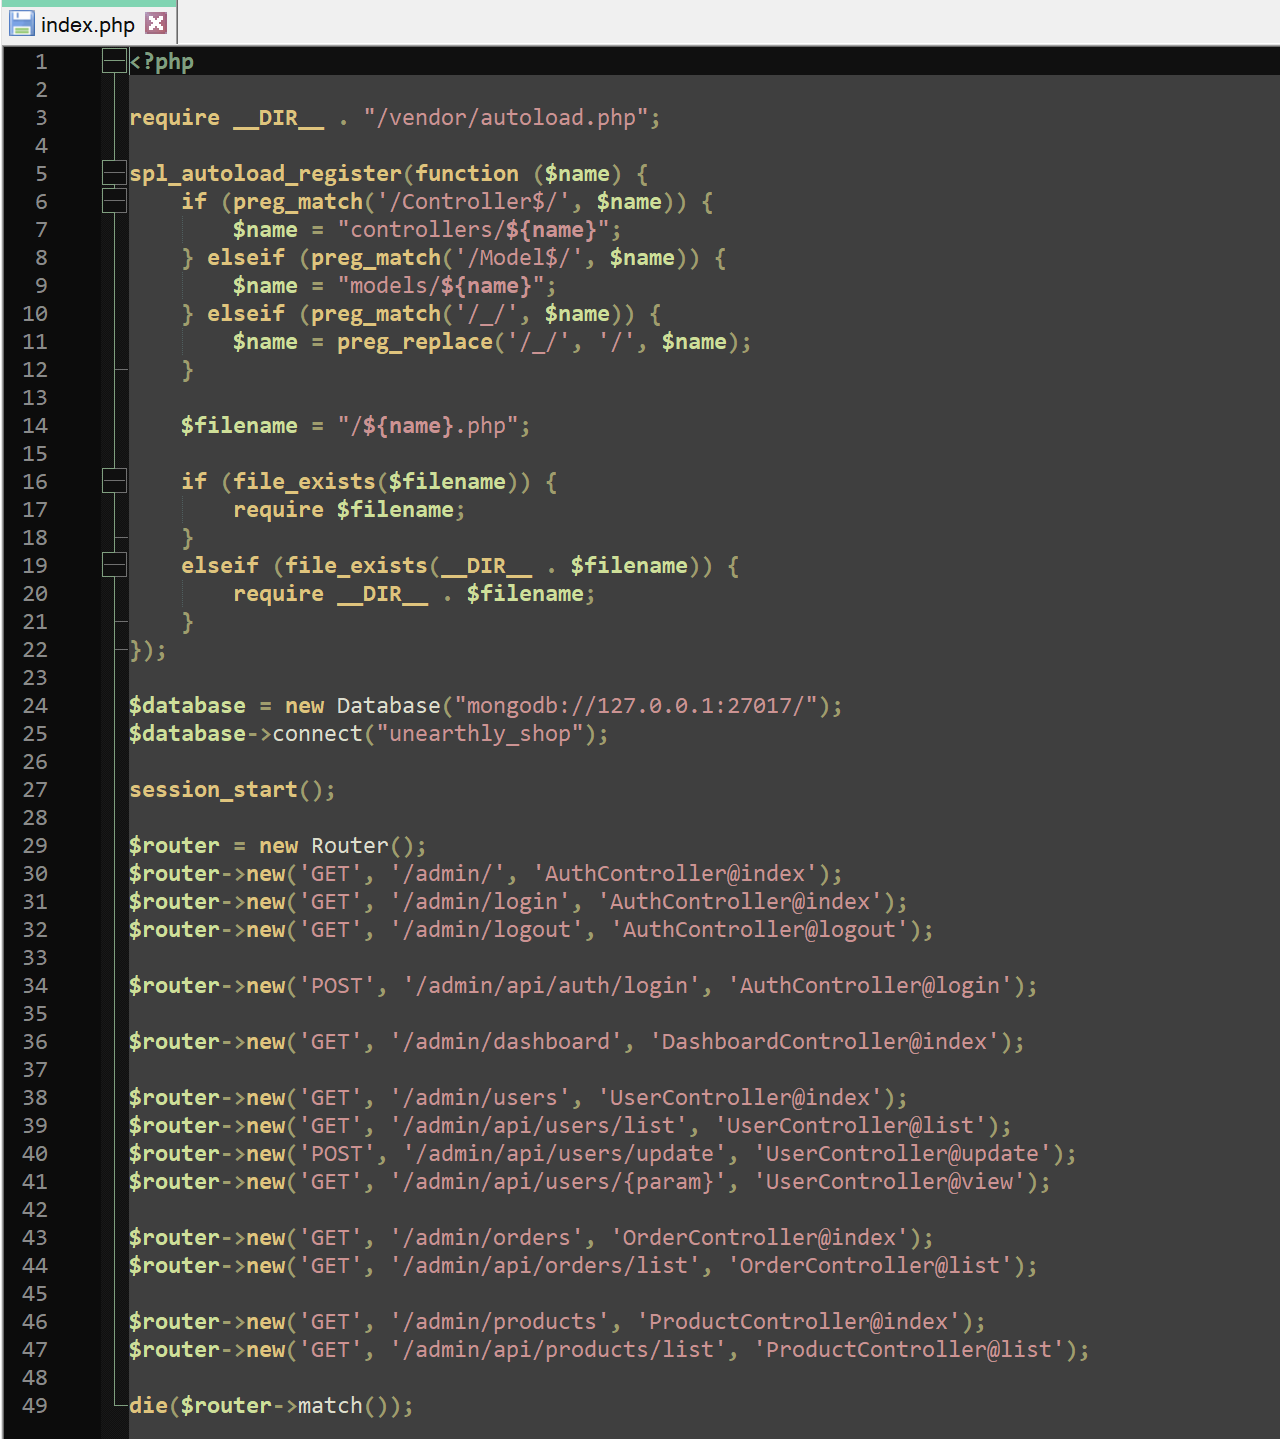 index.php
1 <?php
2
3 require __DIR__ . "/vendor/autoload.php";
4
5 spl_autoload_register(function ($name) {
6     if (preg_match('/Controller$/', $name)) {
7         $name = "controllers/${name}";
8     } elseif (preg_match('/Model$/', $name)) {
9         $name = "models/${name}";
10     } elseif (preg_match('/_/', $name)) {
11         $name = preg_replace('/_/', '/', $name);
12     }
13
14     $filename = "/${name}.php";
15
16     if (file_exists($filename)) {
17         require $filename;
18     }
19     elseif (file_exists(__DIR__ . $filename)) {
20         require __DIR__ . $filename;
21     }
22 });
23
24 $database = new Database("mongodb://127.0.0.1:27017/");
25 $database->connect("unearthly_shop");
26
27 session_start();
28
29 $router = new Router();
30 $router->new('GET', '/admin/', 'AuthController@index');
31 $router->new('GET', '/admin/login', 'AuthController@index');
32 $router->new('GET', '/admin/logout', 'AuthController@logout');
33
34 $router->new('POST', '/admin/api/auth/login', 'AuthController@login');
35
36 $router->new('GET', '/admin/dashboard', 'DashboardController@index');
37
38 $router->new('GET', '/admin/users', 'UserController@index');
39 $router->new('GET', '/admin/api/users/list', 'UserController@list');
40 $router->new('POST', '/admin/api/users/update', 'UserController@update');
41 $router->new('GET', '/admin/api/users/{param}', 'UserController@view');
42
43 $router->new('GET', '/admin/orders', 'OrderController@index');
44 $router->new('GET', '/admin/api/orders/list', 'OrderController@list');
45
46 $router->new('GET', '/admin/products', 'ProductController@index');
47 $router->new('GET', '/admin/api/products/list', 'ProductController@list');
48
49 die($router->match());